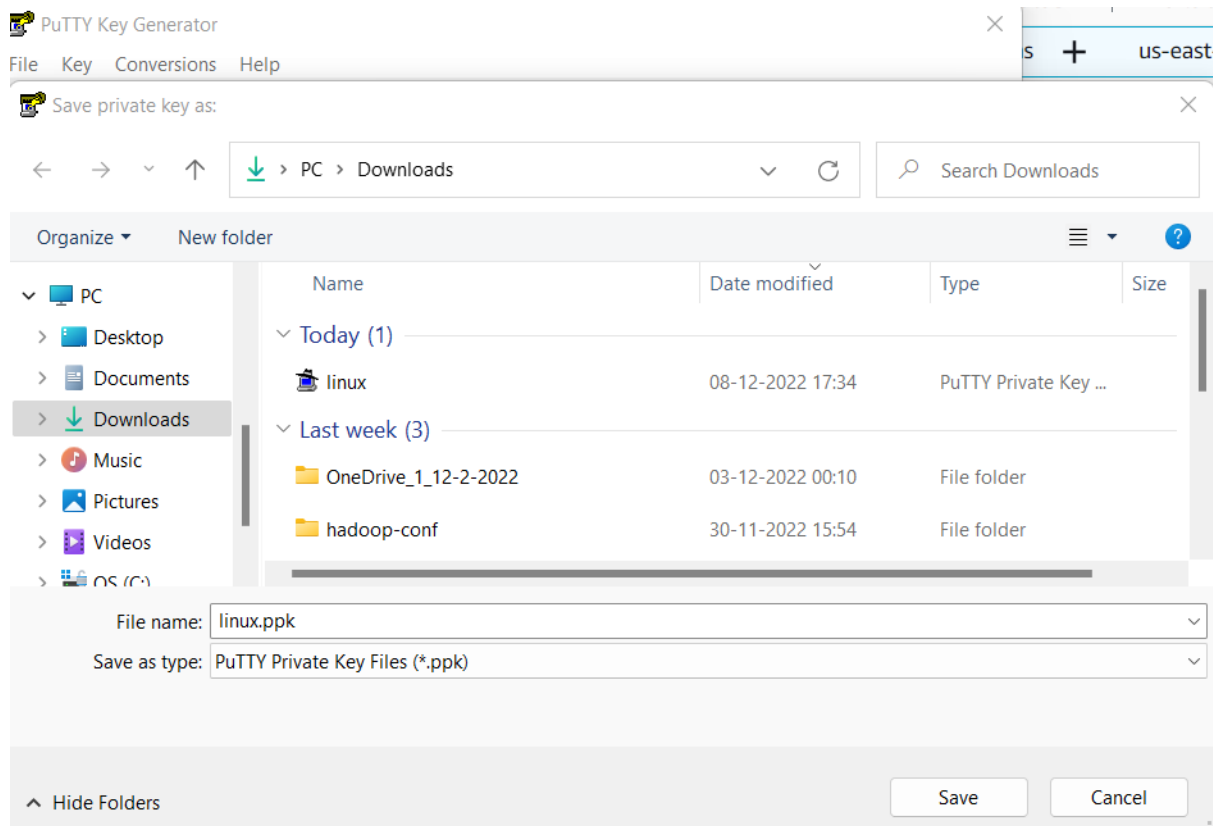 PuTTY Key Generator
File Key Conversions Help
us-east
Save private key as:
PC > Downloads
Search Downloads
Organize New folder
Name Date modified Type Size
PC
Desktop
Documents
Downloads
Music
Pictures
Videos
OS (C:)
Today (1)
linux 08-12-2022 17:34 PuTTY Private Key ...
Last week (3)
OneDrive_1_12-2-2022 03-12-2022 00:10 File folder
hadoop-conf 30-11-2022 15:54 File folder
File name: linux.ppk
Save as type: PuTTY Private Key Files (*.ppk)
Hide Folders
Save Cancel